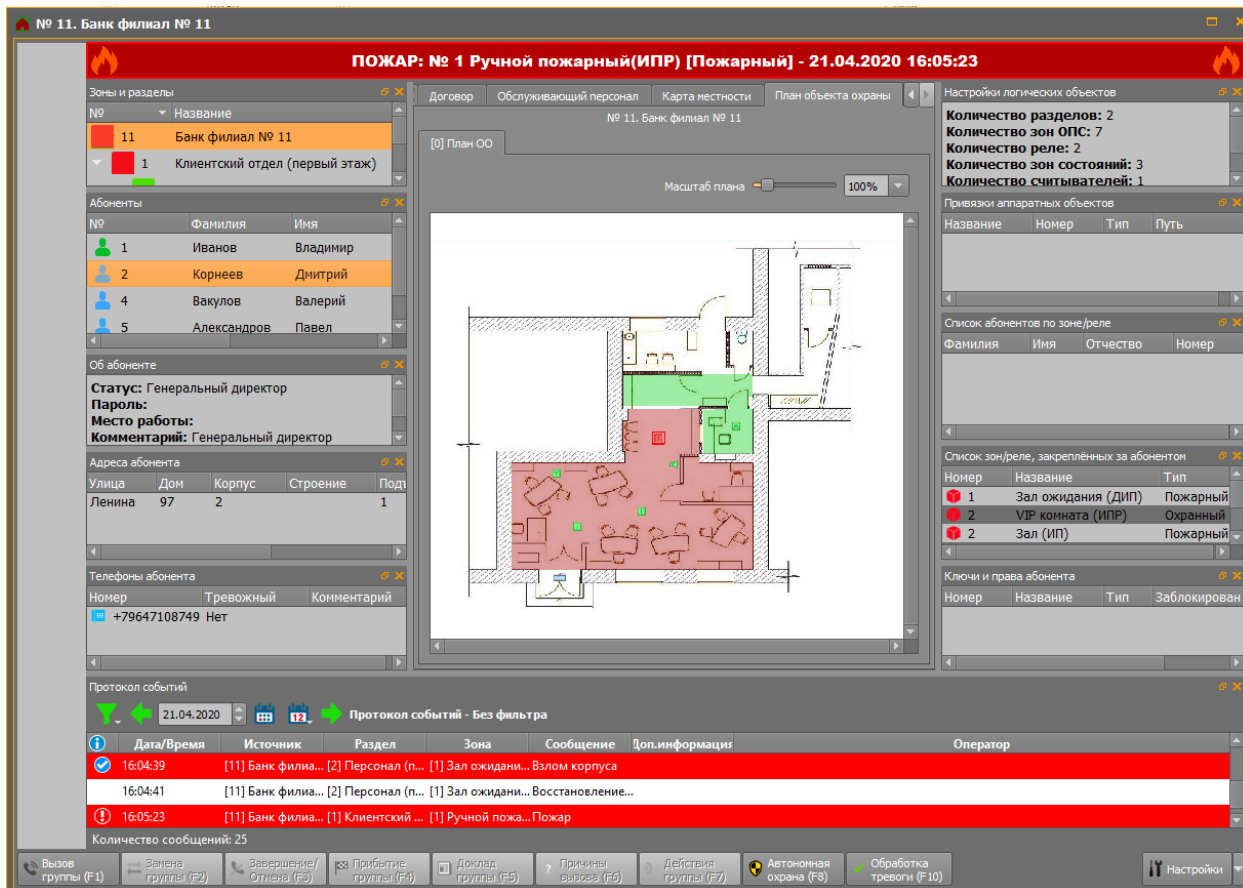 № 11. Банк филиал № 11
ПОЖАР: № 1 Ручной пожарный(ИПР) [Пожарный] - 21.04.2020 16:05:23
Зоны и разделы
№ Название
11 Банк филиал № 11
1 Клиентский отдел (первый этаж)
Абоненты
№ Фамилия Имя
1 Иванов Владимир
2 Корнеев Дмитрий
4 Вакулов Валерий
5 Александров Павел
Об абоненте
Статус: Генеральный директор
Пароль:
Место работы:
Комментарий: Генеральный директор
Адреса абонента
Улица Дом Корпус Строение Подъ
Ленина 97 2 1
Телефоны абонента
Номер Тревожный Комментарий
+79647108749 Нет
Договор Обслуживающий персонал Карта местности План объекта охраны
№ 11. Банк филиал № 11
[0] План ОО
Масштаб плана 100%
Настройки логических объектов
Количество разделов: 2
Количество зон ОПС: 7
Количество реле: 2
Количество зон состояний: 3
Количество считывателей: 1
Привязки аппаратных объектов
Название Номер Тип Путь
Список абонентов по зоне/реле
Фамилия Имя Отчество Номер
Список зон/реле, закреплённых за абонентом
Номер Название Тип
1 Зал ожидания (ДИП) Пожарный
2 VIP комната (ИПР) Охранный
2 Зал (ИП) Пожарный
Ключи и права абонента
Номер Название Тип Заблокирован
Протокол событий
21.04.2020 12 Протокол событий - Без фильтра
Дата/Время Источник Раздел Зона Сообщение Доп.информация Оператор
16:04:39 [11] Банк филиа... [2] Персонал (п... [1] Зал ожидани... Взлом корпуса
16:04:41 [11] Банк филиа... [2] Персонал (п... [1] Зал ожидани... Восстановление...
16:05:23 [11] Банк филиа... [1] Клиентский ... [1] Ручной пожа... Пожар
Количество сообщений: 25
Вызов группы (F1)
Замена группы (F2)
Завершение/Отмена (F3)
Прибытие группы (F4)
Доклад группы (F5)
Причины вызова (F6)
Действия группы (F7)
Автономная охрана (F8)
Обработка тревоги (F10)
Настройки